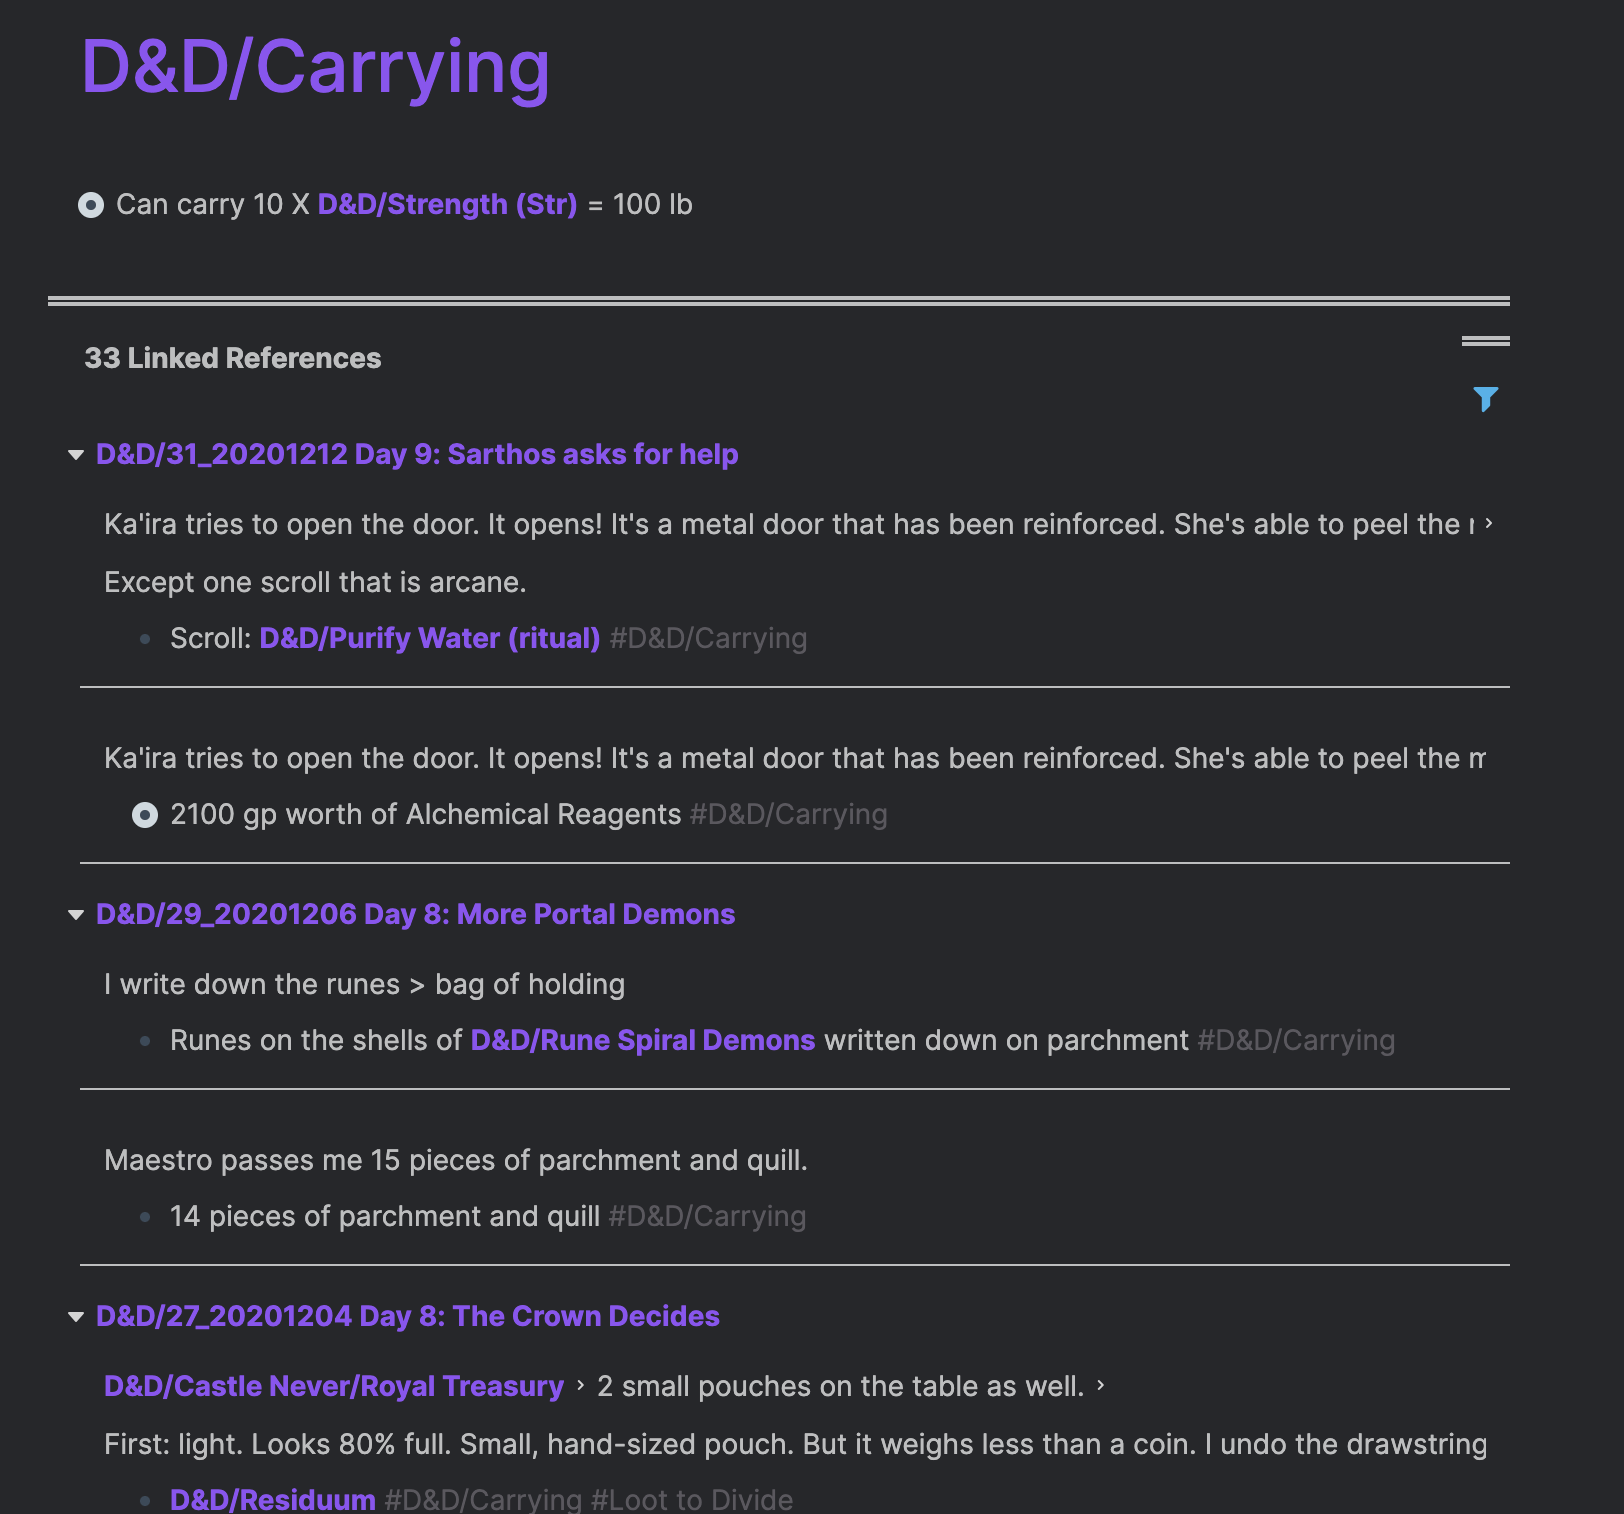 D&D/Carrying
Can carry 10 X D&D/Strength (Str) = 100 lb
33 Linked References
D&D/31_20201212 Day 9: Sarthos asks for help
Ka'ira tries to open the door. It opens! It's a metal door that has been reinforced. She's able to peel the ›
Except one scroll that is arcane.
Scroll: D&D/Purify Water (ritual) #D&D/Carrying
Ka'ira tries to open the door. It opens! It's a metal door that has been reinforced. She's able to peel the m
2100 gp worth of Alchemical Reagents #D&D/Carrying
D&D/29_20201206 Day 8: More Portal Demons
I write down the runes > bag of holding
Runes on the shells of D&D/Rune Spiral Demons written down on parchment #D&D/Carrying
Maestro passes me 15 pieces of parchment and quill.
14 pieces of parchment and quill #D&D/Carrying
D&D/27_20201204 Day 8: The Crown Decides
D&D/Castle Never/Royal Treasury › 2 small pouches on the table as well. ›
First: light. Looks 80% full. Small, hand-sized pouch. But it weighs less than a coin. I undo the drawstring
D&D/Residuum #D&D/Carrying #Loot to Divide